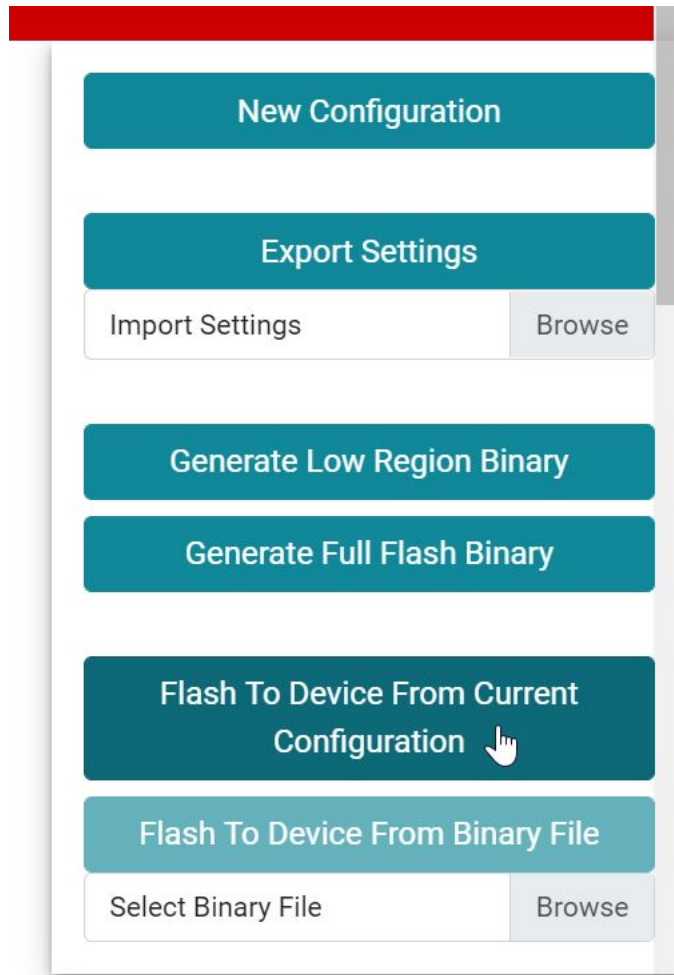 New Configuration
Export Settings
Import Settings Browse
Generate Low Region Binary
Generate Full Flash Binary
Flash To Device From Current
Configuration
Flash To Device From Binary File
Select Binary File Browse